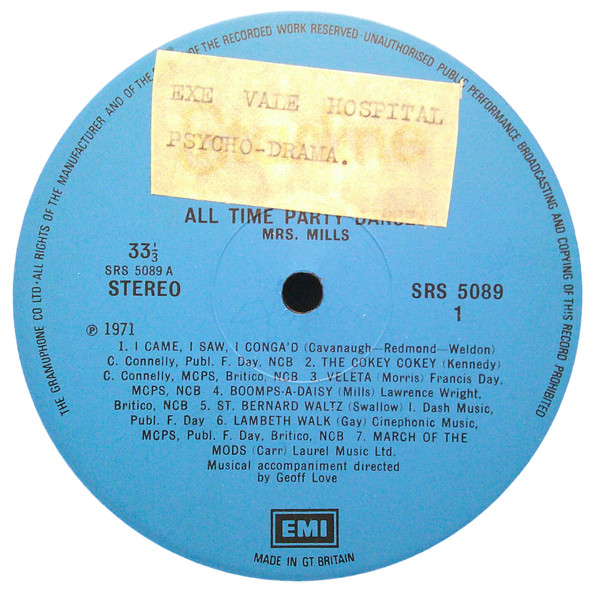 THE GRAMOPHONE CO LTD·ALL RIGHTS OF THE MANUFACTURER AND OF THE OF THE RECORDED WORK RESERVED·UNAUTHORISED PUBLIC PERFORMANCE BROADCASTING AND COPYING OF THIS RECORD PROHIBITED
EXE VALE HOSPITAL
PSYCHO-DRAMA.
ALL TIME PARTY DANCES
MRS. MILLS
33⅓
SRS 5089 A
STEREO
SRS 5089
1
℗ 1971
1. I CAME, I SAW, I CONGA'D (Cavanaugh—Redmond—Weldon)
C. Connelly, Publ. F. Day, NCB 2. THE COKEY COKEY (Kennedy)
C. Connelly, MCPS, Britico, NCB 3. VELETA (Morris) Francis Day,
MCPS, NCB 4. BOOMPS-A-DAISY (Mills) Lawrence Wright,
Britico, NCB 5. ST. BERNARD WALTZ (Swallow) I. Dash Music,
Publ. F. Day 6. LAMBETH WALK (Gay) Cinephonic Music,
MCPS, Publ. F. Day, Britico, NCB 7. MARCH OF THE
MODS (Carr) Laurel Music Ltd.
Musical accompaniment directed
by Geoff Love
EMI
MADE IN GT BRITAIN